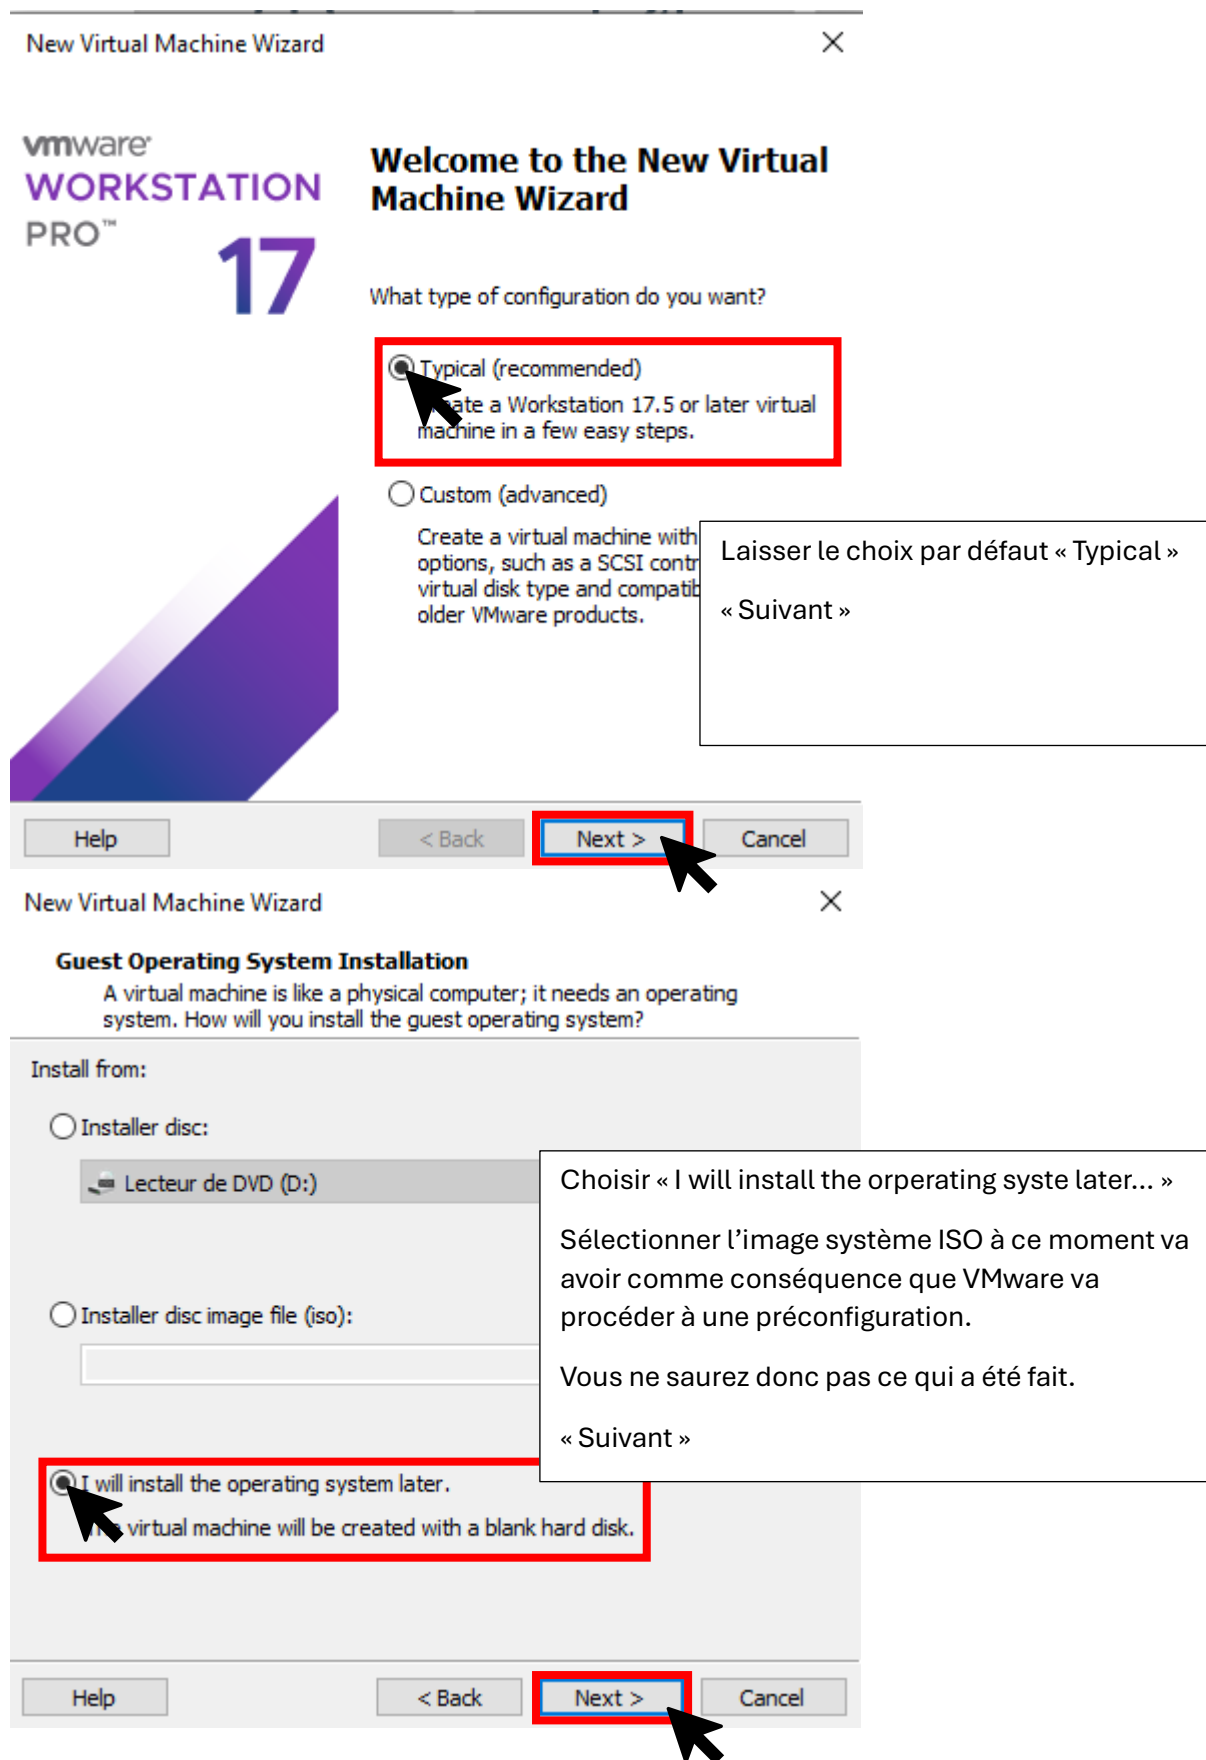 New Virtual Machine Wizard
vmware®
WORKSTATION
PRO™
17
Welcome to the New Virtual
Machine Wizard
What type of configuration do you want?
Typical (recommended)
a Workstation 17.5 or later virtual
machine in a few easy steps.
Custom (advanced)
Create a virtual machine with
options, such as a SCSI
virtual disk type and
older VMware products.
Laisser le choix par défaut « Typical »
« Suivant »
Help
< Back
Next >
Cancel
New Virtual Machine Wizard
Guest Operating System Installation
A virtual machine is like a physical computer; it needs an operating
system. How will you install the guest operating system?
Install from:
Installer disc:
Lecteur de DVD (D:)
Installer disc image file (iso):
Choisir « I will install the orperating syste later... »
Sélectionner l'image système ISO à ce moment va
avoir comme conséquence que VMware va
procéder à une préconfiguration.
Vous ne saurez donc pas ce qui a été fait.
« Suivant »
I will install the operating system later.
virtual machine will be created with a blank hard disk.
Help
< Back
Next >
Cancel